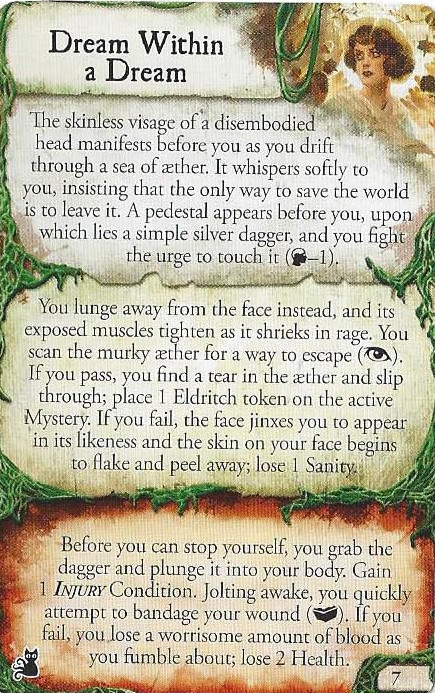 Dream Within
a Dream
The skinless visage of a disembodied
head manifests before you as you drift
through a sea of æther. It whispers softly to
you, insisting that the only way to save the world
is to leave it. A pedestal appears before you, upon
which lies a simple silver dagger, and you fight
the urge to touch it (–1).
You lunge away from the face instead, and its
exposed muscles tighten as it shrieks in rage. You
scan the murky æther for a way to escape ().
If you pass, you find a tear in the æther and slip
through; place 1 Eldritch token on the active
Mystery. If you fail, the face jinxes you to appear
in its likeness and the skin on your face begins
to flake and peel away; lose 1 Sanity.
Before you can stop yourself, you grab the
dagger and plunge it into your body. Gain
1 INJURY Condition. Jolting awake, you quickly
attempt to bandage your wound (). If you
fail, you lose a worrisome amount of blood as
you fumble about; lose 2 Health.
7